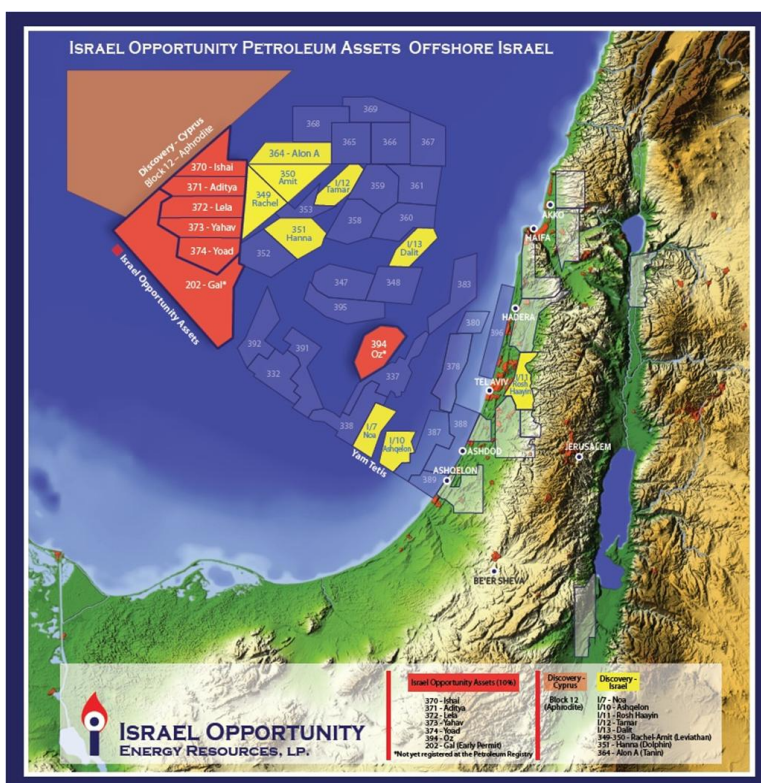 ISRAEL OPPORTUNITY PETROLEUM ASSETS OFFSHORE ISRAEL
Discovery - Cyprus
Block 12 - Aphrodite
369
368
365
366
367
364 - Alon A
370 - Ishai
350
Amit
I/12
Tamar
359
361
371 - Aditya
349
Rachel
372 - Lela
353
358
360
AKKO
373 - Yahav
351
Hanna
I/13
Dalit
HAIFA
374 - Yoad
352
202 - Gal*
Israel Opportunity Assets
347
348
383
395
HADERA
380
396
392
391
394
Oz*
332
337
378
TEL AVIV
I/11
Rosh
Haayin
338
I/7
Noa
I/10
Ashqelon
387
388
Yam Tetis
ASHDOD
JERUSALEM
389
ASHQELON
BE'ER SHEVA
ISRAEL OPPORTUNITY
ENERGY RESOURCES, LP.
Israel Opportunity Assets (10%)
370 - Ishai
371 - Aditya
372 - Lela
373 - Yahav
374 - Yoad
394 - Oz
202 - Gal (Early Permit)
*Not yet registered at the Petroleum Registry
Discovery -
Cyprus
Block 12
(Aphrodite)
Discovery -
Israel
I/7 - Noa
I/10 - Ashqelon
I/11 - Rosh Haayin
I/12 - Tamar
I/13 - Dalit
349-350 - Rachel-Amit (Leviathan)
351 - Hanna (Dolphin)
364 - Alon A (Tanin)